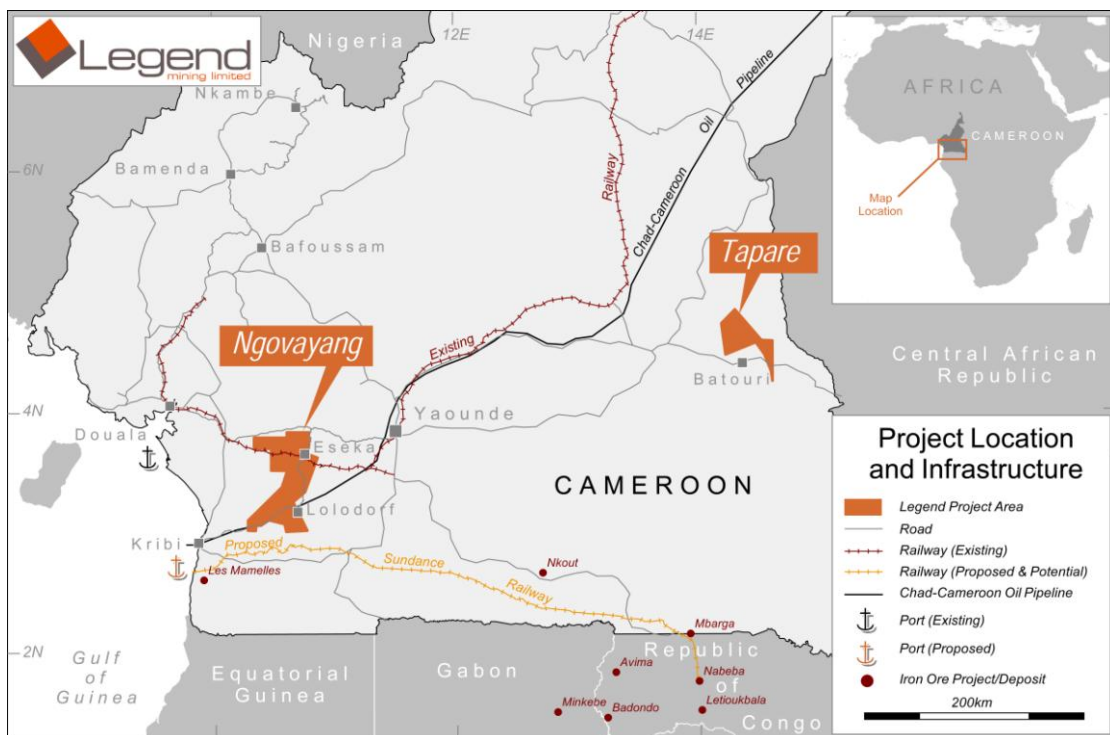 Legend
mining limited
Nigeria
12E
14E
Nkambe
6N
Bamenda
Bafoussam
Railway
Chad-Cameroon
Oil
Pipeline
Tapare
Ngovayang
Existing
Batouri
4N
Douala
Yaounde
Eséka
Lolodorf
CAMEROON
Kribi
Proposed
Sundance
Railway
Les Mamelles
Nkout
Mbarga
2N
Gulf
of
Guinea
Equatorial
Guinea
Gabon
Republic
of
Congo
Avima
Nabeba
Minkebe
Badondo
Letioukbala
Central African
Republic
AFRICA
CAMEROON
Map
Location
Project Location
and Infrastructure
Legend Project Area
Road
Railway (Existing)
Railway (Proposed & Potential)
Chad-Cameroon Oil Pipeline
Port (Existing)
Port (Proposed)
Iron Ore Project/Deposit
200km